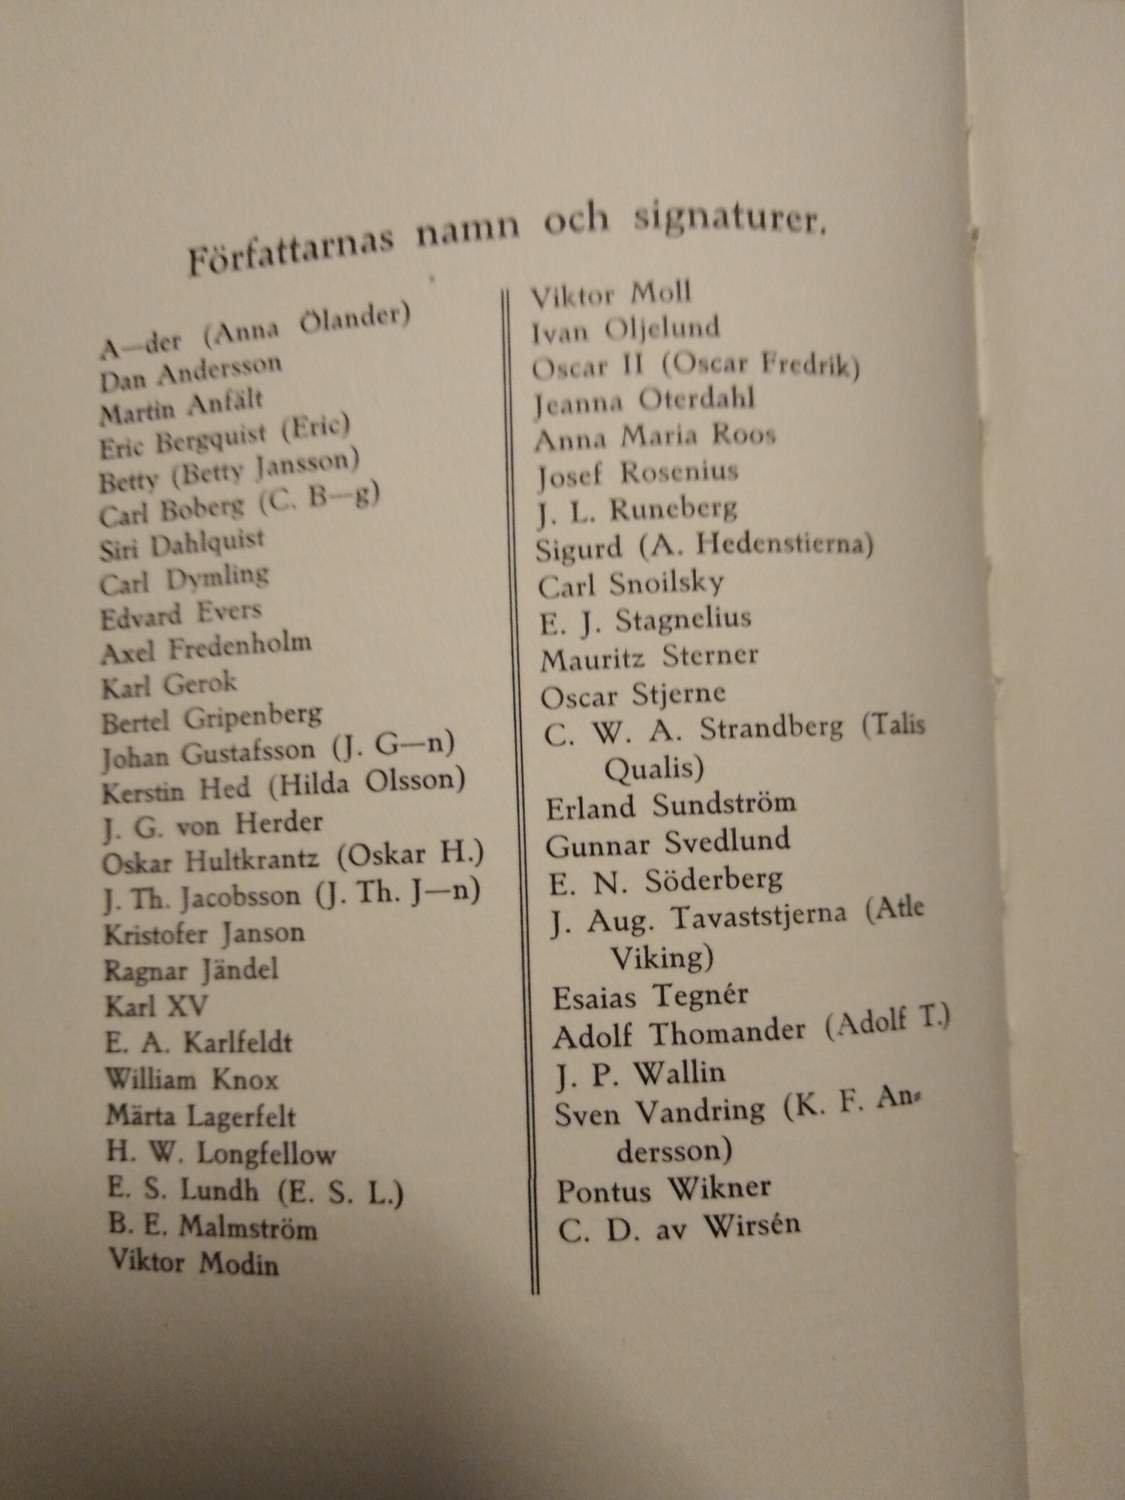 Författarnas namn och signaturer.
A—der (Anna Ölander)
Dan Andersson
Martin Anfält
Eric Bergquist (Eric)
Betty (Betty Jansson)
Carl Boberg (C. B—g)
Siri Dahlquist
Carl Dymling
Edvard Evers
Axel Fredenholm
Karl Gerok
Bertel Gripenberg
Johan Gustafsson (J. G—n)
Kerstin Hed (Hilda Olsson)
J. G. von Herder
Oskar Hultkrantz (Oskar H.)
J. Th. Jacobsson (J. Th. J—n)
Kristofer Janson
Ragnar Jändel
Karl XV
E. A. Karlfeldt
William Knox
Märta Lagerfelt
H. W. Longfellow
E. S. Lundh (E. S. L.)
B. E. Malmström
Viktor Modin
Viktor Moll
Ivan Oljelund
Oscar II (Oscar Fredrik)
Jeanna Oterdahl
Anna Maria Roos
Josef Rosenius
J. L. Runeberg
Sigurd (A. Hedenstierna)
Carl Snoilsky
E. J. Stagnelius
Mauritz Sterner
Oscar Stjerne
C. W. A. Strandberg (Talis
Qualis)
Erland Sundström
Gunnar Svedlund
E. N. Söderberg
J. Aug. Tavaststjerna (Atle
Viking)
Esaias Tegnér
Adolf Thomander (Adolf T.)
J. P. Wallin
Sven Vandring (K. F. An-
dersson)
Pontus Wikner
C. D. av Wirsén